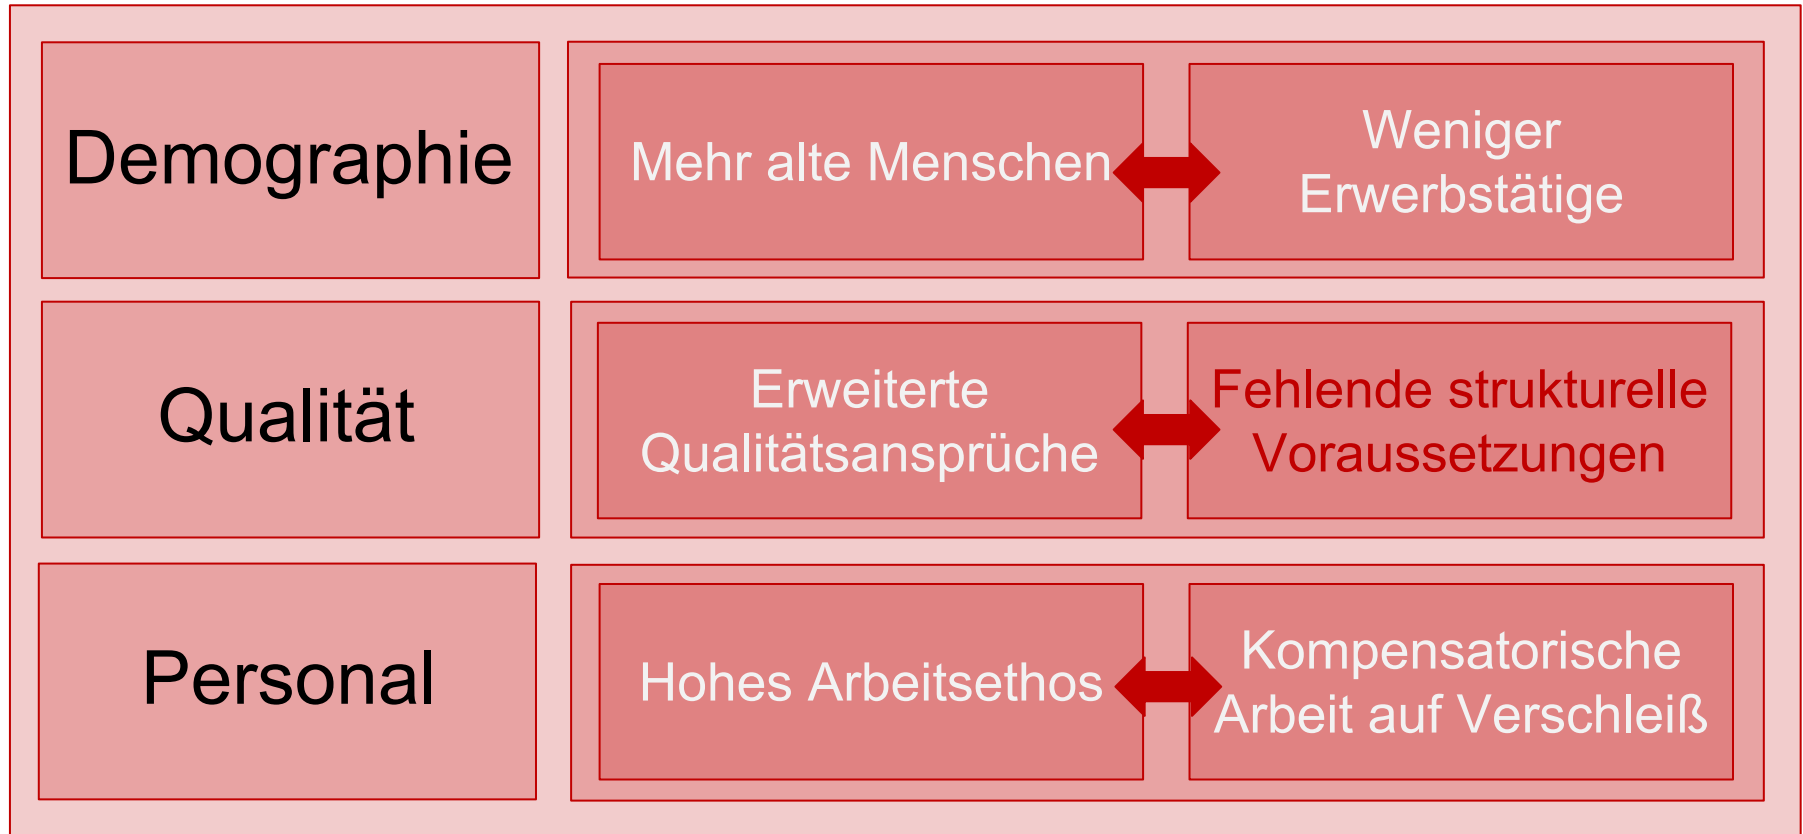 Demographie
Mehr alte Menschen
Weniger
Erwerbstätige
Qualität
Erweiterte
Qualitätsansprüche
Fehlende strukturelle
Voraussetzungen
Personal
Hohes Arbeitsethos
Kompensatorische
Arbeit auf Verschleiß